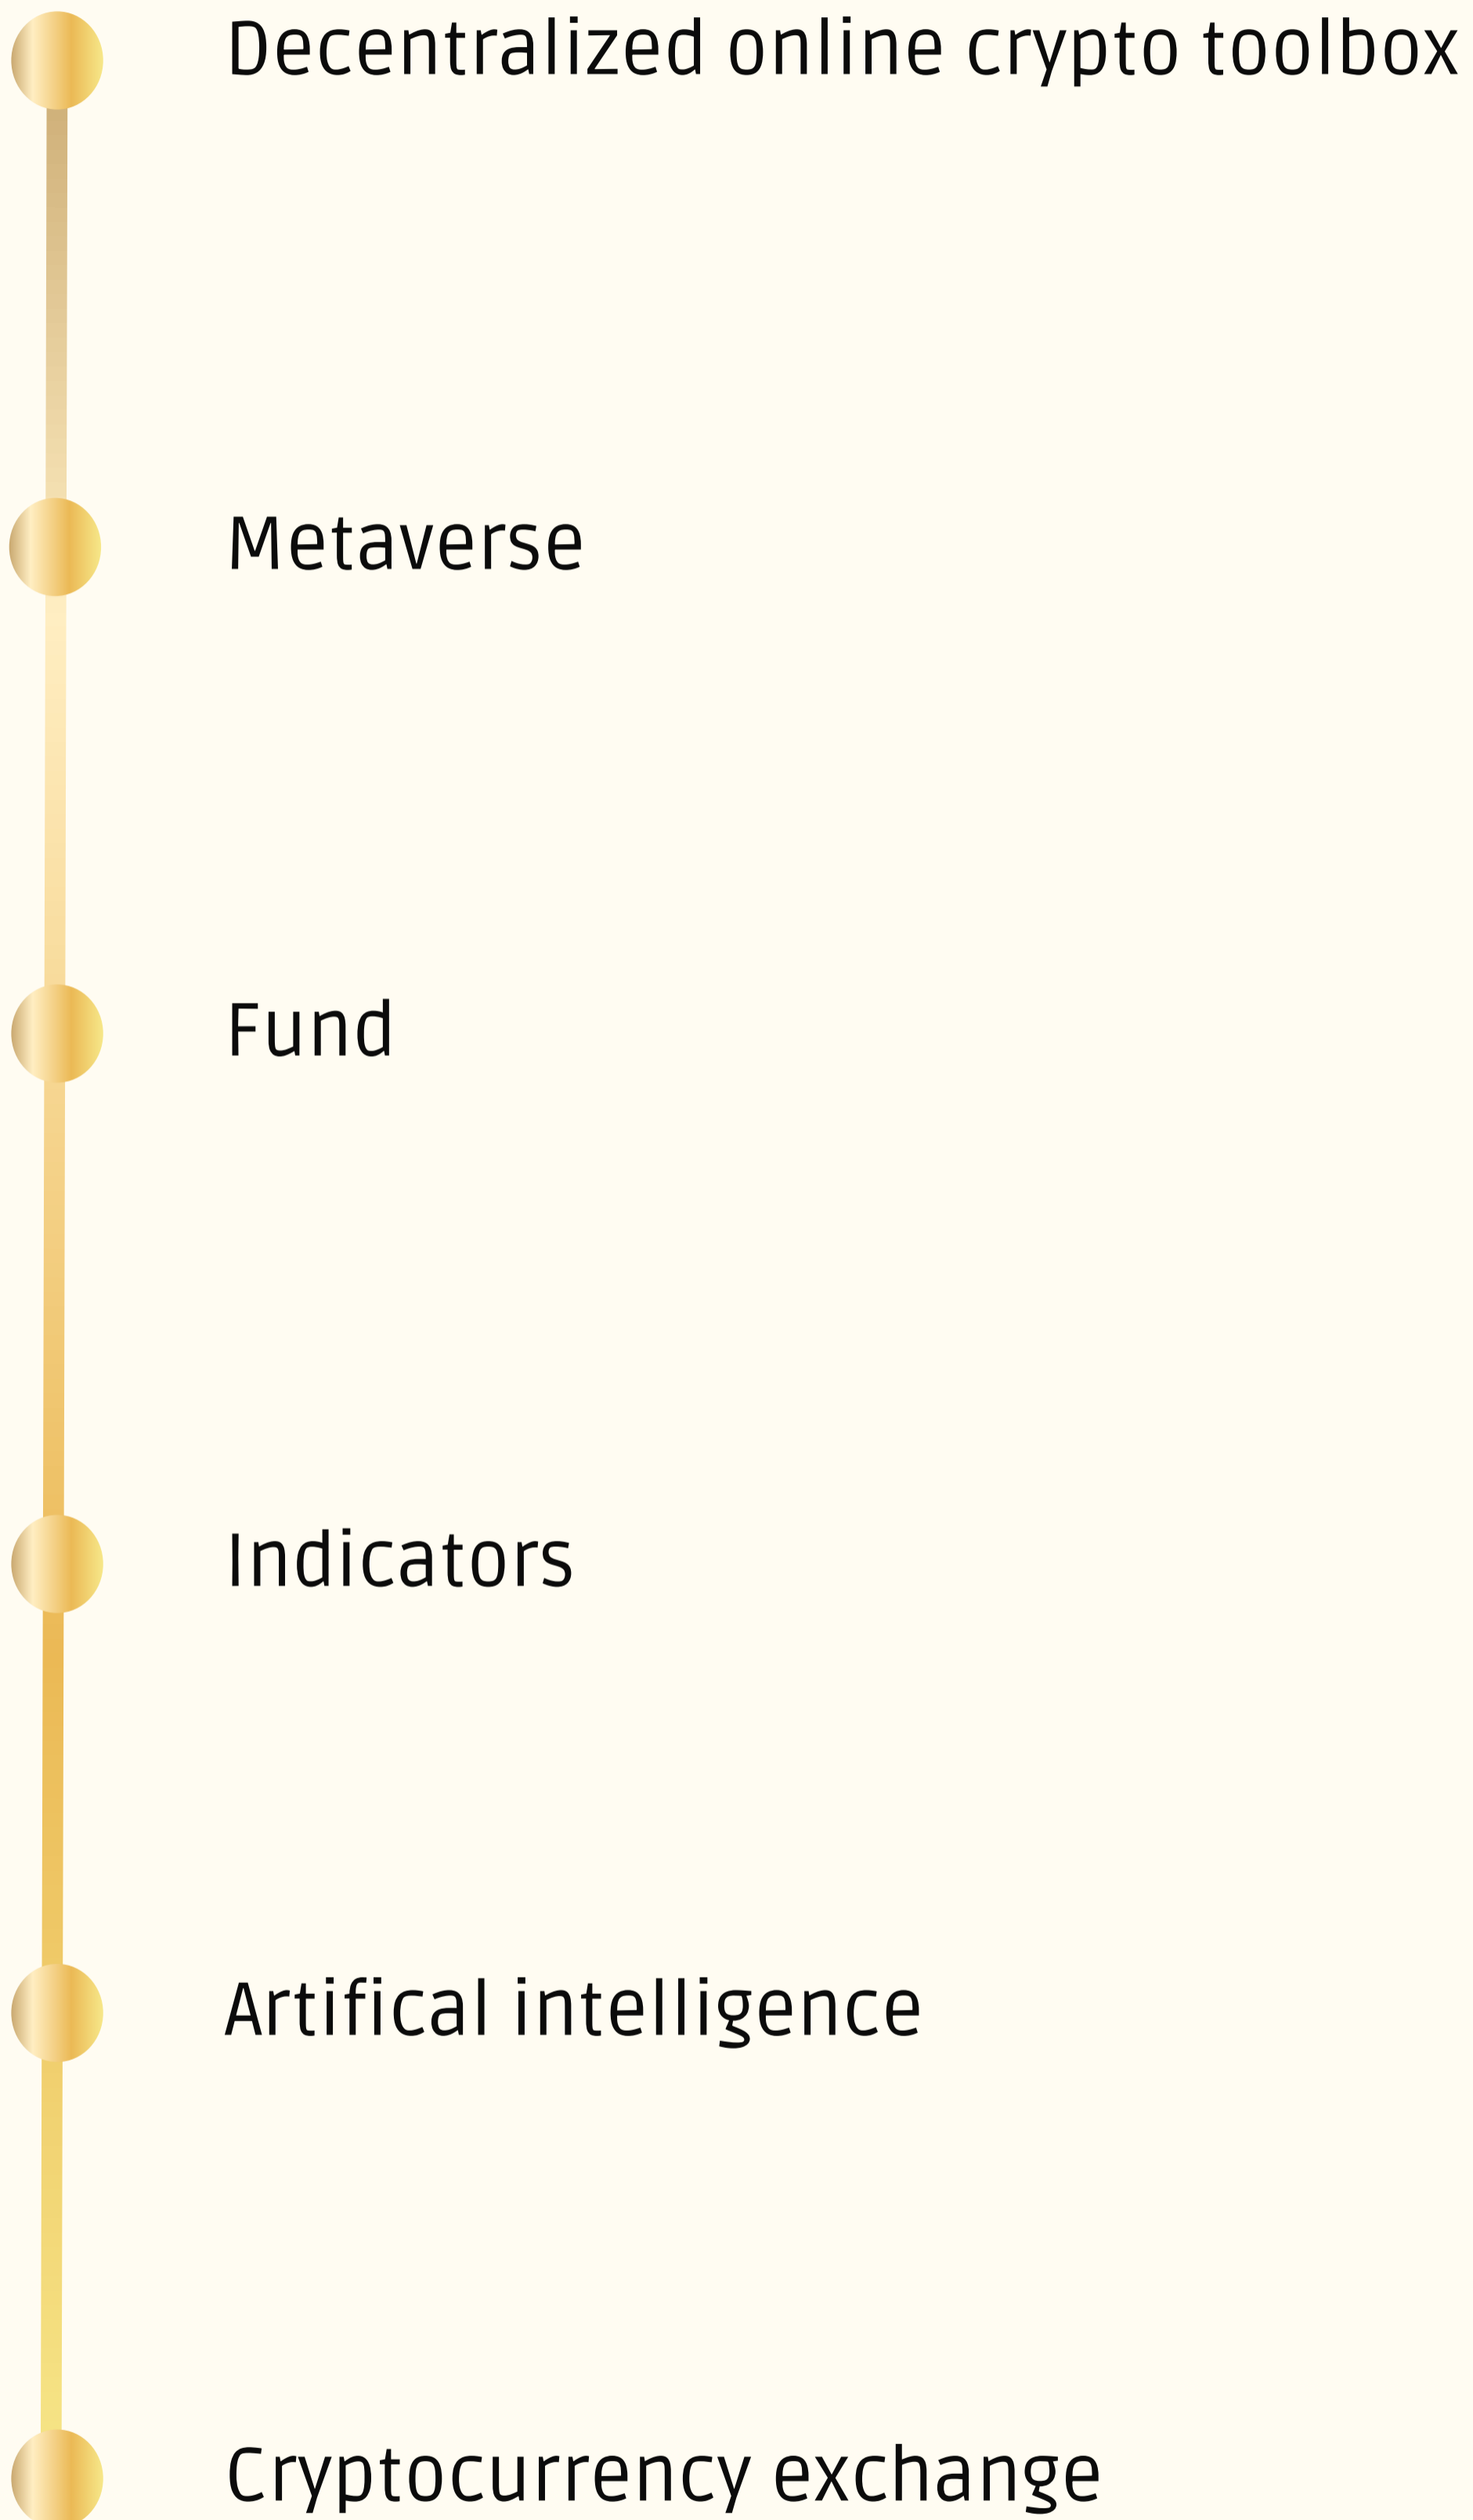 Decentralized online crypto toolbox
Metaverse
Fund
Indicators
Artifical intelligence
Cryptocurrency exchange